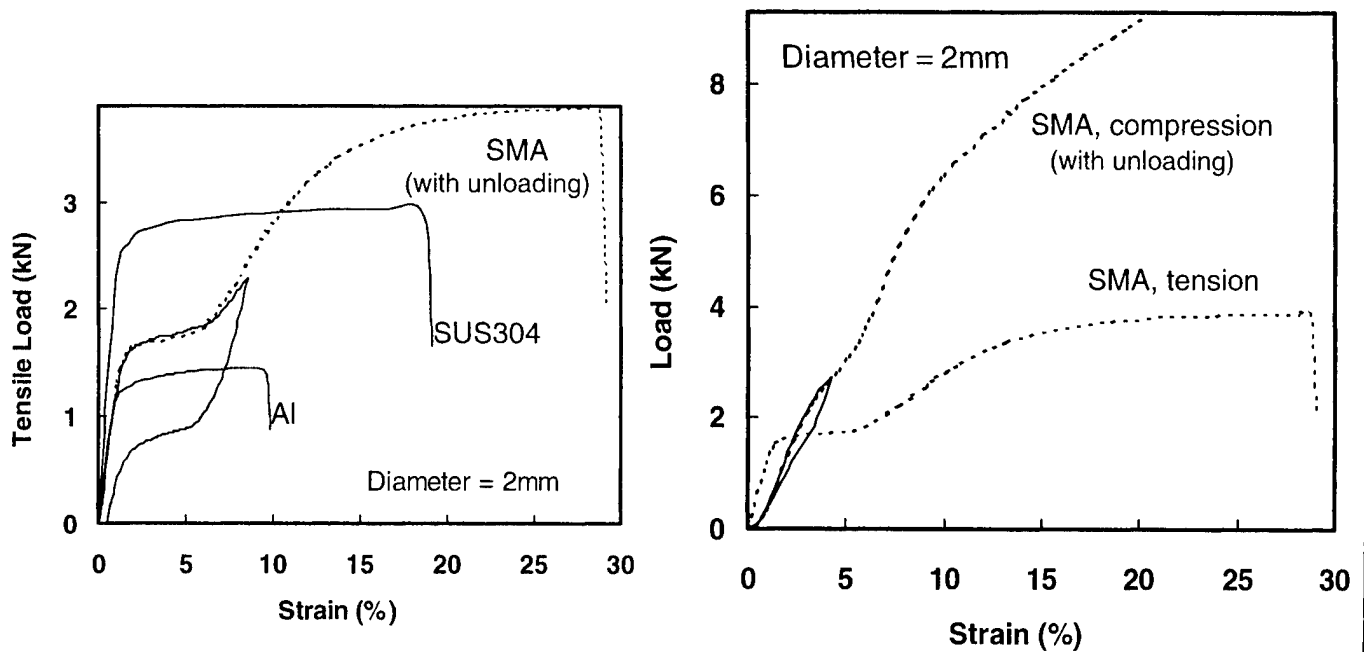 SMA
(with unloading)
SUS304
Al
Diameter = 2mm
3
2
1
0
0 5 10 15 20 25 30
Tensile Load (kN)
Strain (%)
Diameter = 2mm
SMA, compression
(with unloading)
SMA, tension
8
6
4
2
0
0 5 10 15 20 25 30
Load (kN)
Strain (%)